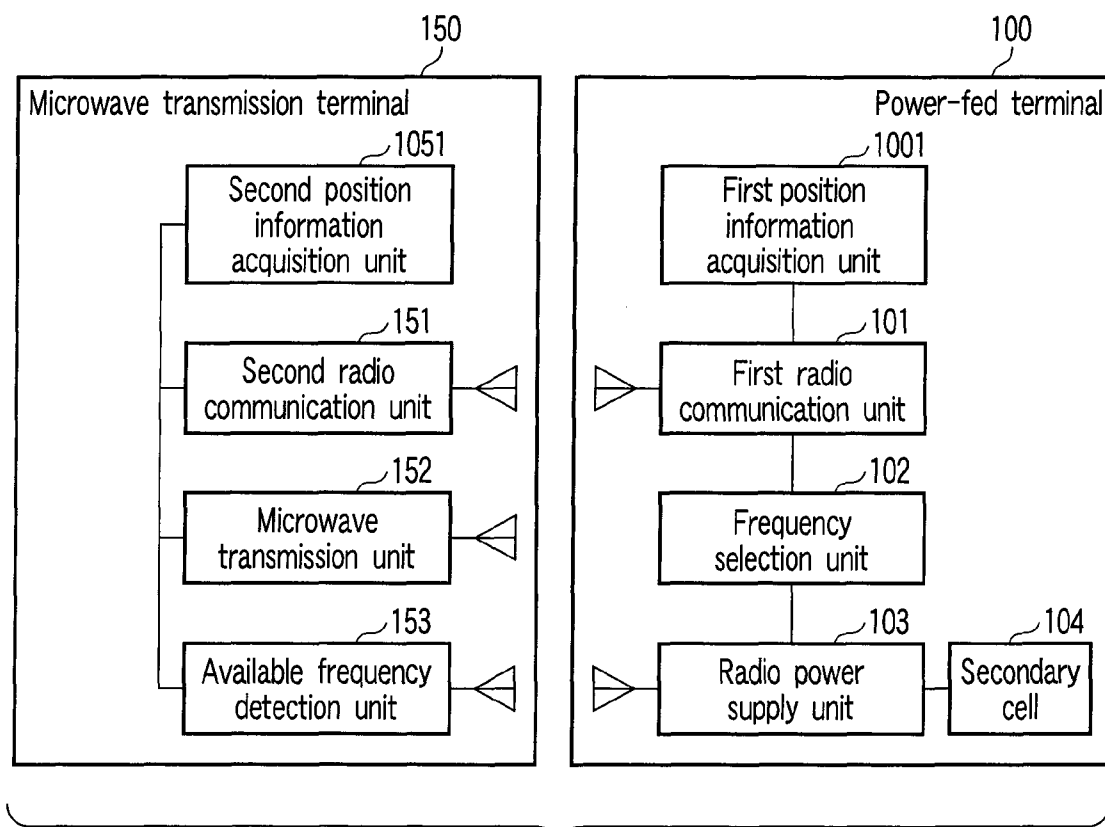 150
Microwave transmission terminal
1051
Second position
information
acquisition unit
151
Second radio
communication unit
152
Microwave
transmission unit
153
Available frequency
detection unit
100
Power-fed terminal
1001
First position
information
acquisition unit
101
First radio
communication unit
102
Frequency
selection unit
103
Radio power
supply unit
104
Secondary
cell